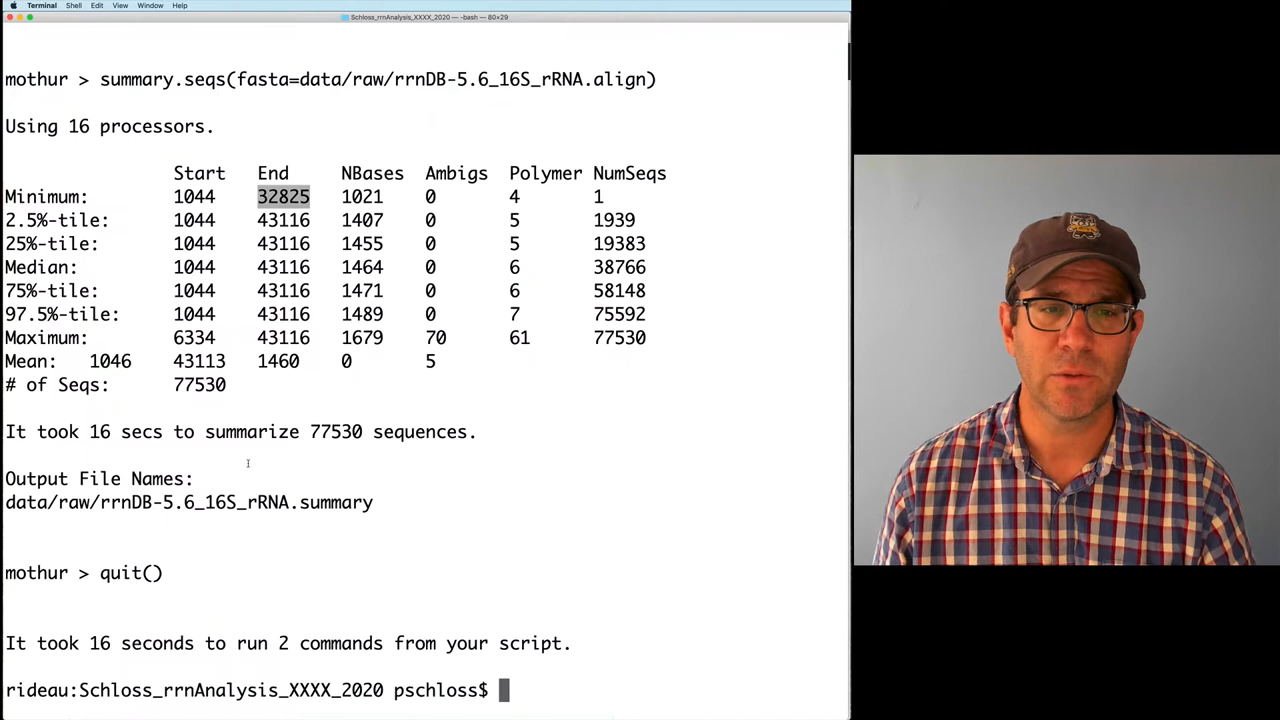 Terminal Shell Edit View Window Help
Schloss_rrnAnalysis_XXXX_2020 — -bash — 80×29
mothur > summary.seqs(fasta=data/raw/rrnDB-5.6_16S_rRNA.align)
Using 16 processors.
Start End NBases Ambigs Polymer NumSeqs
Minimum: 1044 32825 1021 0 4 1
2.5%-tile: 1044 43116 1407 0 5 1939
25%-tile: 1044 43116 1455 0 5 19383
Median: 1044 43116 1464 0 6 38766
75%-tile: 1044 43116 1471 0 6 58148
97.5%-tile: 1044 43116 1489 0 7 75592
Maximum: 6334 43116 1679 70 61 77530
Mean: 1046 43113 1460 0 5
# of Seqs: 77530
It took 16 secs to summarize 77530 sequences.
Output File Names:
data/raw/rrnDB-5.6_16S_rRNA.summary
mothur > quit()
It took 16 seconds to run 2 commands from your script.
rideau:Schloss_rrnAnalysis_XXXX_2020 pschloss$